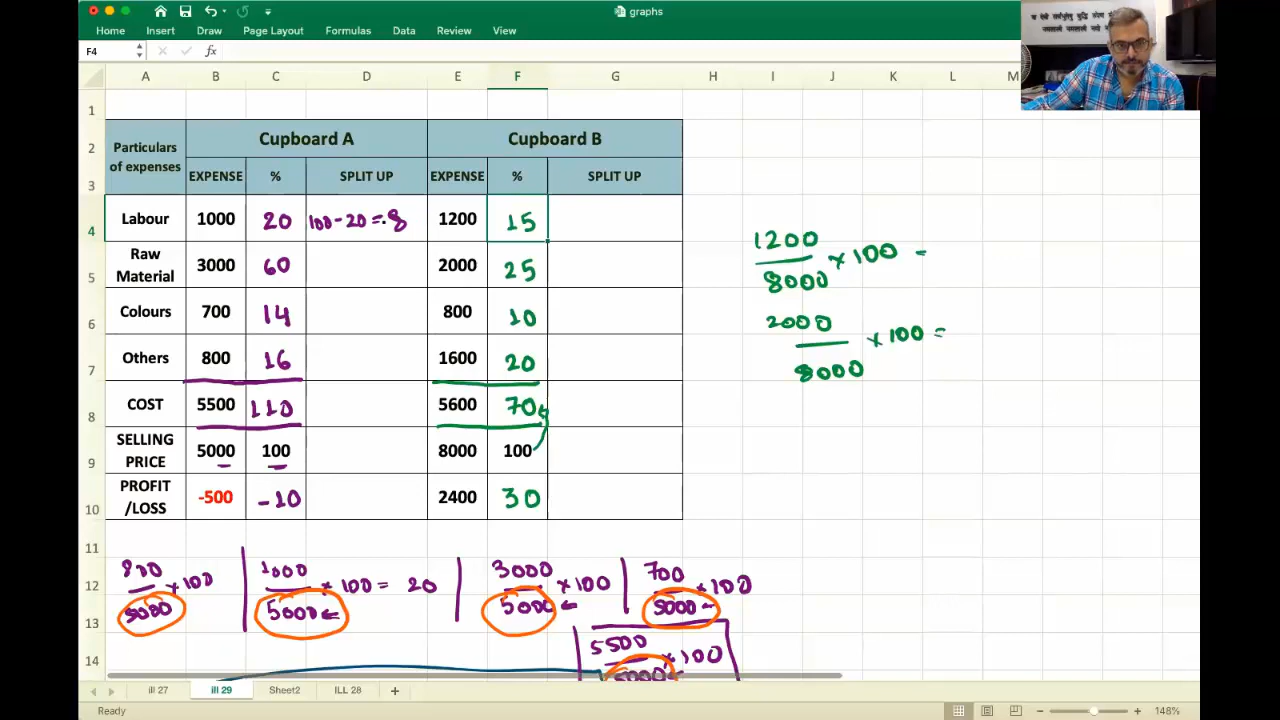 graphs
Home Insert Draw Page Layout Formulas Data Review View
F4 fx
A B C D E F G H I J K L M
1
2 Particulars of expenses Cupboard A Cupboard B
3 EXPENSE % SPLIT UP EXPENSE % SPLIT UP
4 Labour 1000 20 100-20=.8 1200 15
5 Raw Material 3000 60 2000 25
6 Colours 700 14 800 10
7 Others 800 16 1600 20
8 COST 5500 110 5600 70
9 SELLING PRICE 5000 100 8000 100
10 PROFIT /LOSS -500 -10 2400 30
1200
8000 ×100 =
2000
8000 ×100 =
11
12
13
14
800
5000 ×100
1000
5000 ×100 = 20
3000
5000 ×100
700
5000 ×100
5500
5000 ×100
ill 27 ill 29 Sheet2 ILL 28 +
Ready 148%